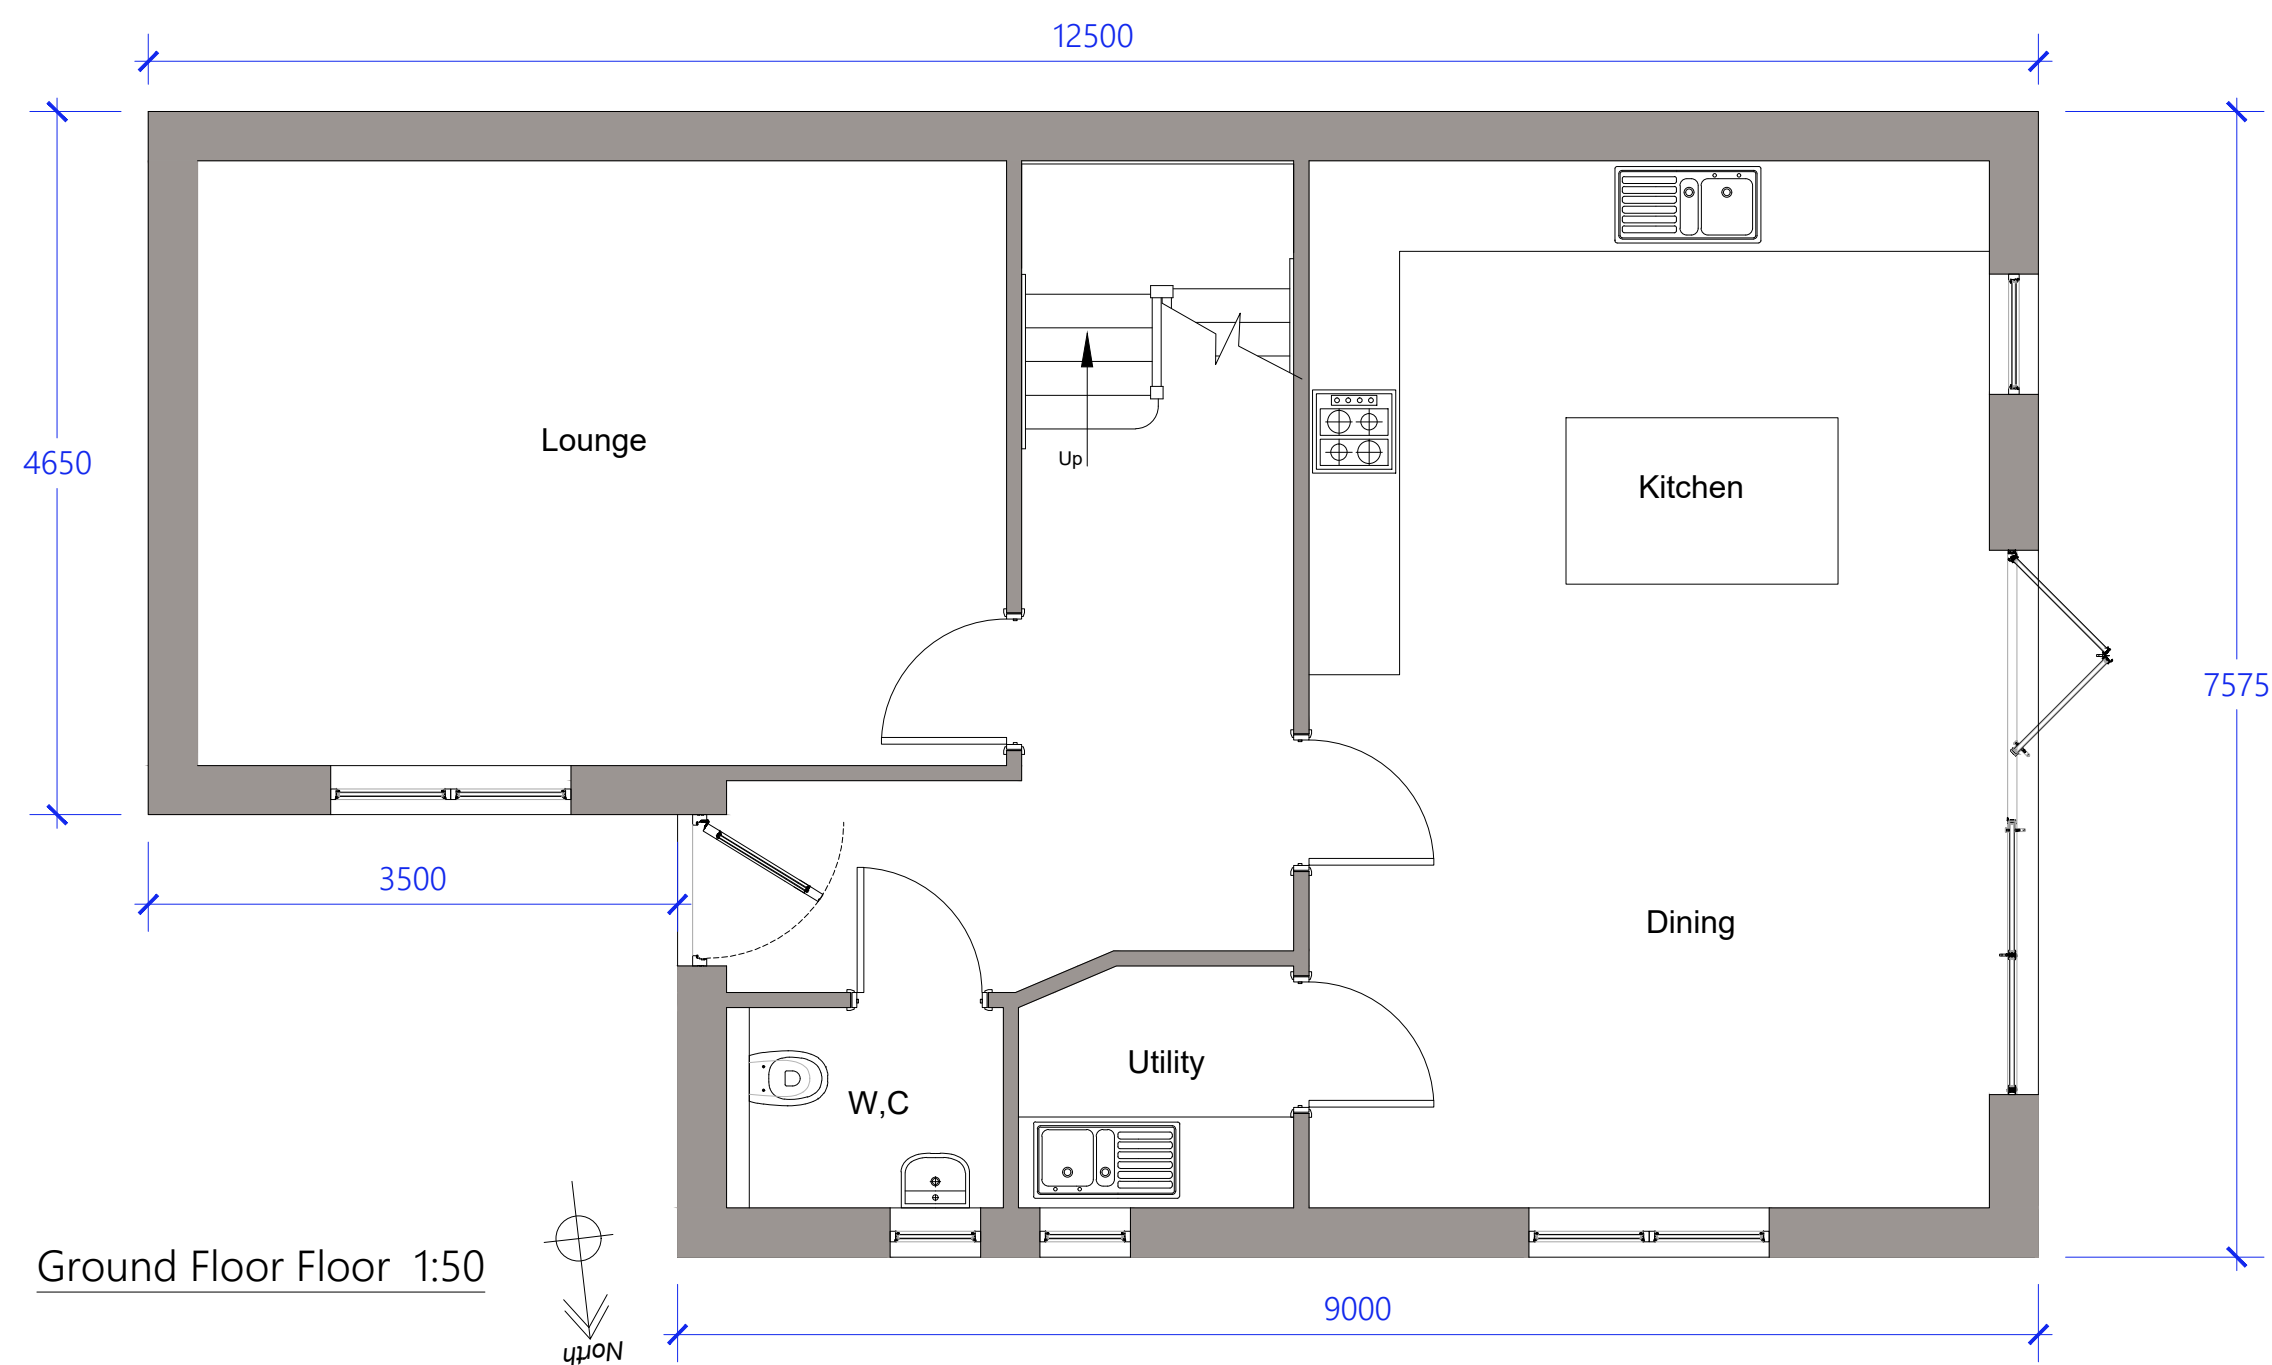 12500
4650
Lounge
Up
Kitchen
7575
3500
Dining
Utility
W,C
Ground Floor Floor 1:50
9000
North